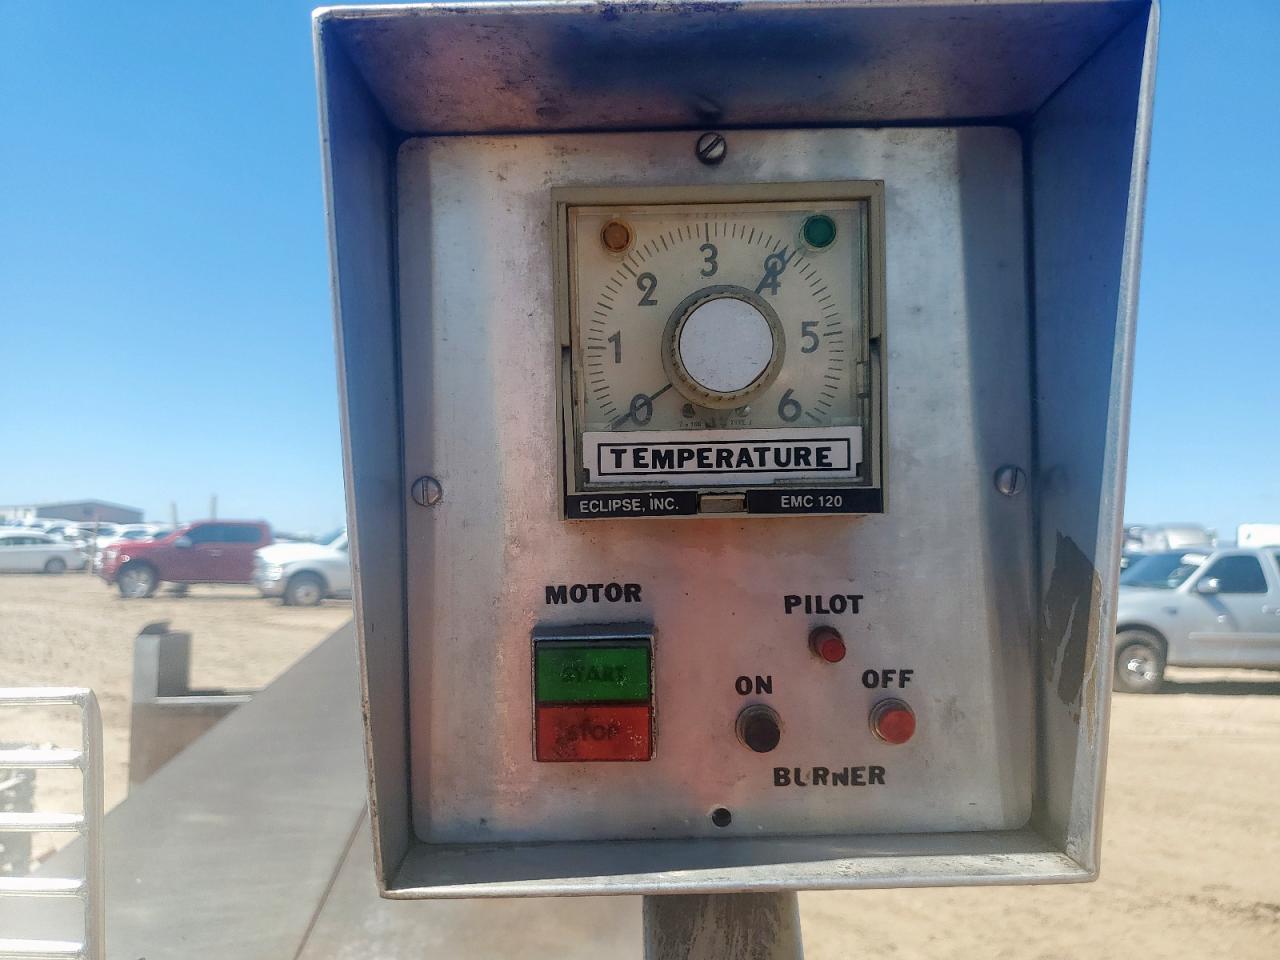 0 1 2 3 4 5 6
TEMPERATURE
ECLIPSE, INC. EMC 120
MOTOR
START
STOP
PILOT
ON OFF
BURNER